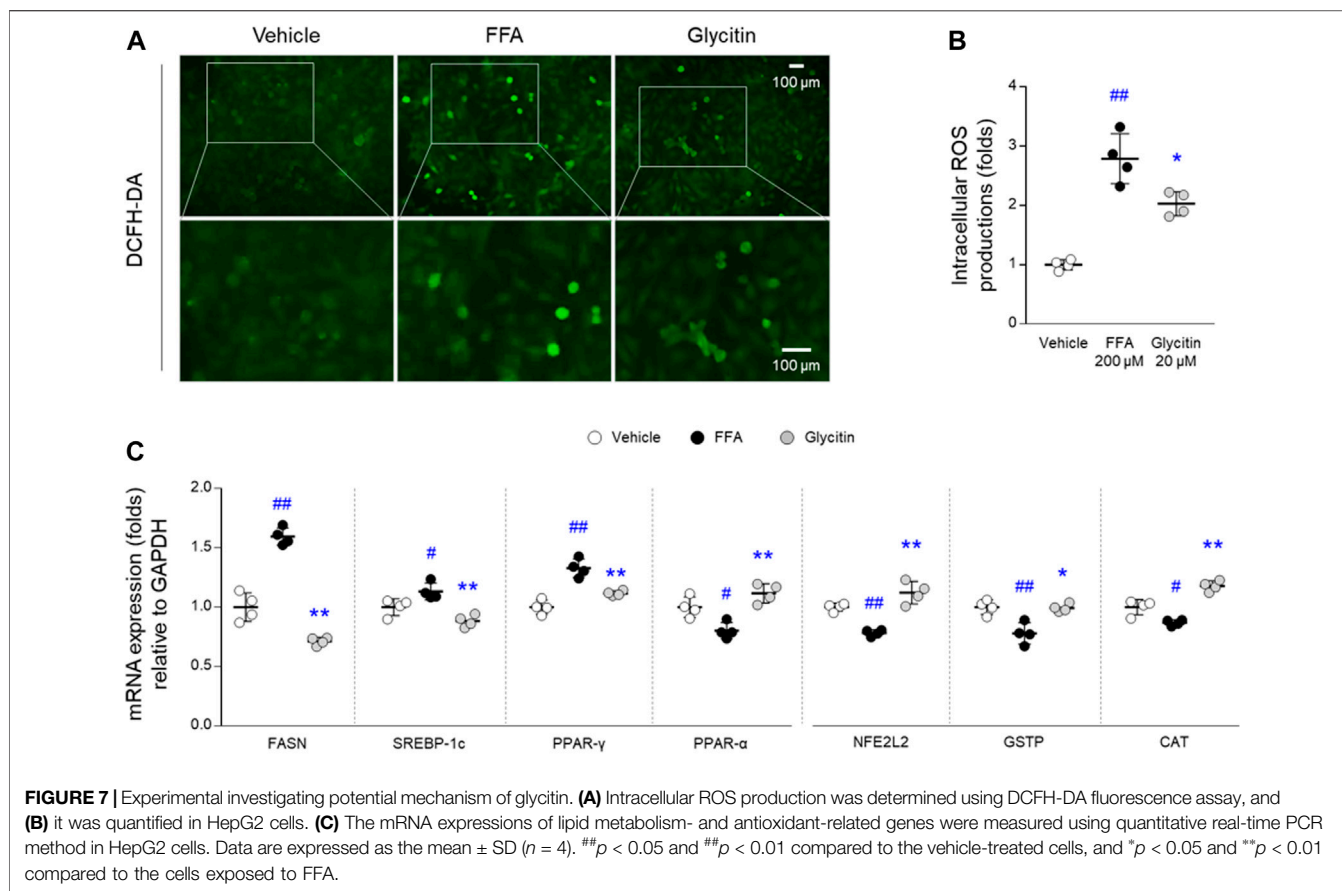 A
Vehicle
FFA
Glycitin
DCFH-DA
100 µm
100 µm
B
Intracellular ROS
productions (folds)
4
3
2
1
0
##
*
Vehicle
FFA
200 µM
Glycitin
20 µM
C
Vehicle
FFA
Glycitin
mRNA expression (folds)
relative to GAPDH
2.0
1.5
1.0
0.5
0.0
##
**
#
**
##
**
#
**
##
**
##
*
#
**
FASN
SREBP-1c
PPAR-γ
PPAR-α
NFE2L2
GSTP
CAT
FIGURE 7 | Experimental investigating potential mechanism of glycitin. (A) Intracellular ROS production was determined using DCFH-DA fluorescence assay, and
(B) it was quantified in HepG2 cells. (C) The mRNA expressions of lipid metabolism- and antioxidant-related genes were measured using quantitative real-time PCR
method in HepG2 cells. Data are expressed as the mean ± SD (n = 4). ##p < 0.05 and ##p < 0.01 compared to the vehicle-treated cells, and *p < 0.05 and **p < 0.01
compared to the cells exposed to FFA.